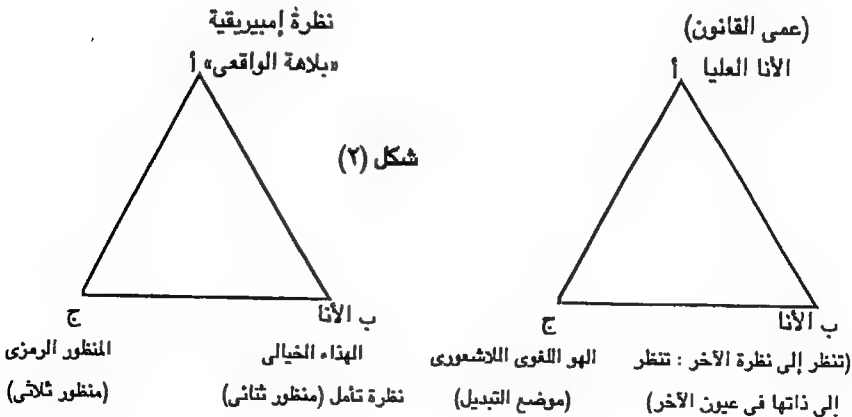 (عمى القانون)
الأنا العليا
أ
ب الأنا
(تنظر إلى نظرة الآخر : تنظر
إلى ذاتها فى عيون الآخر)
ج
الهو اللغوى اللاشعورى
(موضع التبديل)
شكل (٢)
نظرة إمبيريقية
«بلاهة الواقعى» أ
ب الأنا
الهذاء الخيالى
نظرة تأمل (منظور ثنائى)
ج
المنظور الرمزى
(منظور ثلاثى)